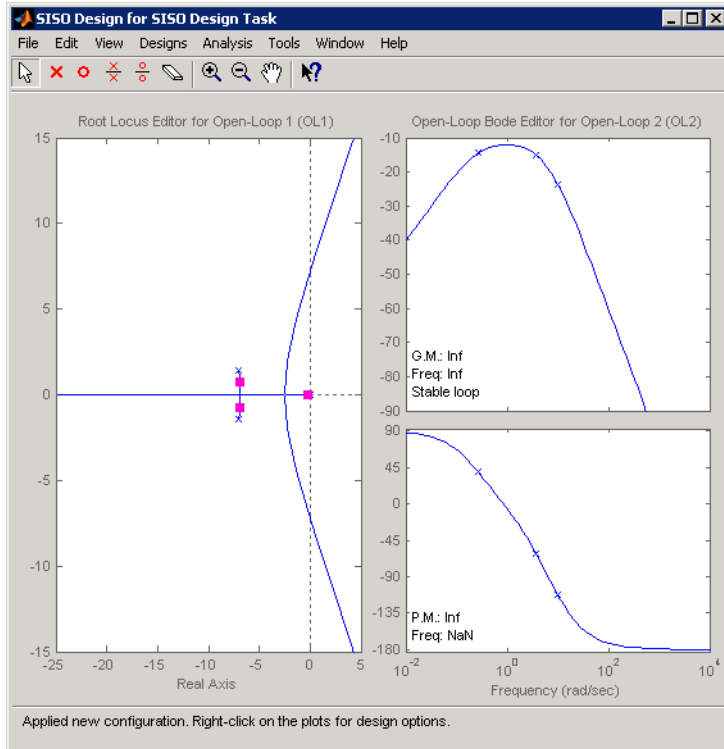 SISO Design for SISO Design Task
File Edit View Designs Analysis Tools Window Help
Root Locus Editor for Open-Loop 1 (OL1)
15
10
5
0
-5
-10
-15
-25 -20 -15 -10 -5 0 5
Real Axis
Open-Loop Bode Editor for Open-Loop 2 (OL2)
-10
-20
-30
-40
-50
-60
-70
-80
-90
G.M.: Inf
Freq: Inf
Stable loop
90
45
0
-45
-90
-135
-180
P.M.: Inf
Freq: NaN
10^-2 10^0 10^2 10^4
Frequency (rad/sec)
Applied new configuration. Right-click on the plots for design options.